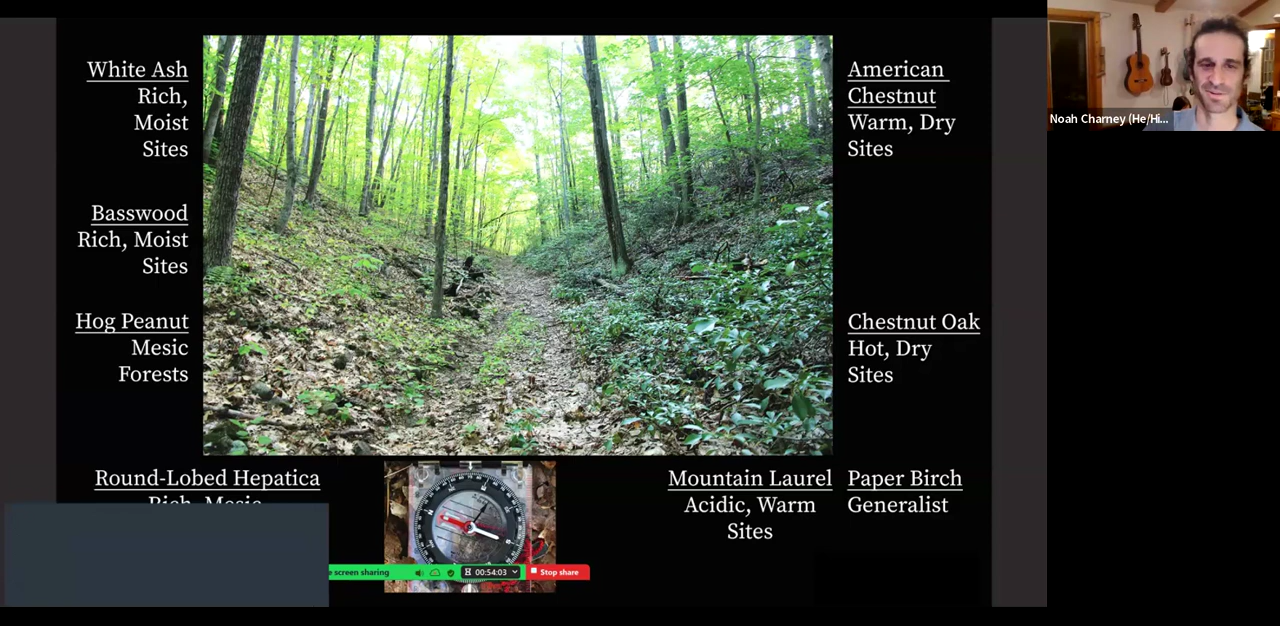 White Ash
Rich,
Moist
Sites
Basswood
Rich, Moist
Sites
Hog Peanut
Mesic
Forests
Round-Lobed Hepatica
Rich, Mesic
American
Chestnut
Warm, Dry
Sites
Chestnut Oak
Hot, Dry
Sites
Mountain Laurel
Acidic, Warm
Sites
Paper Birch
Generalist
screen sharing
00:54:03
Stop share
Noah Charney (He/Hi...